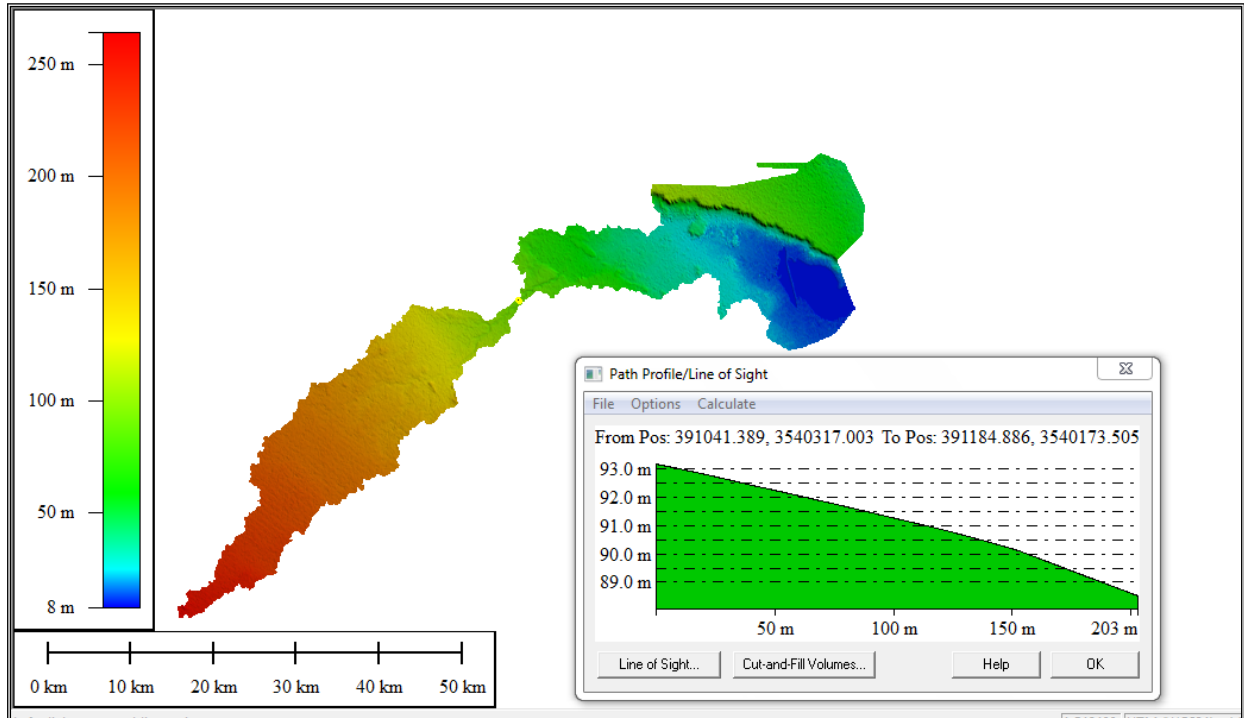 250 m
200 m
150 m
100 m
50 m
8 m
0 km 10 km 20 km 30 km 40 km 50 km
Path Profile/Line of Sight
File Options Calculate
From Pos: 391041.389, 3540317.003 To Pos: 391184.886, 3540173.505
93.0 m
92.0 m
91.0 m
90.0 m
89.0 m
50 m 100 m 150 m 203 m
Line of Sight... Cut-and-Fill Volumes... Help OK